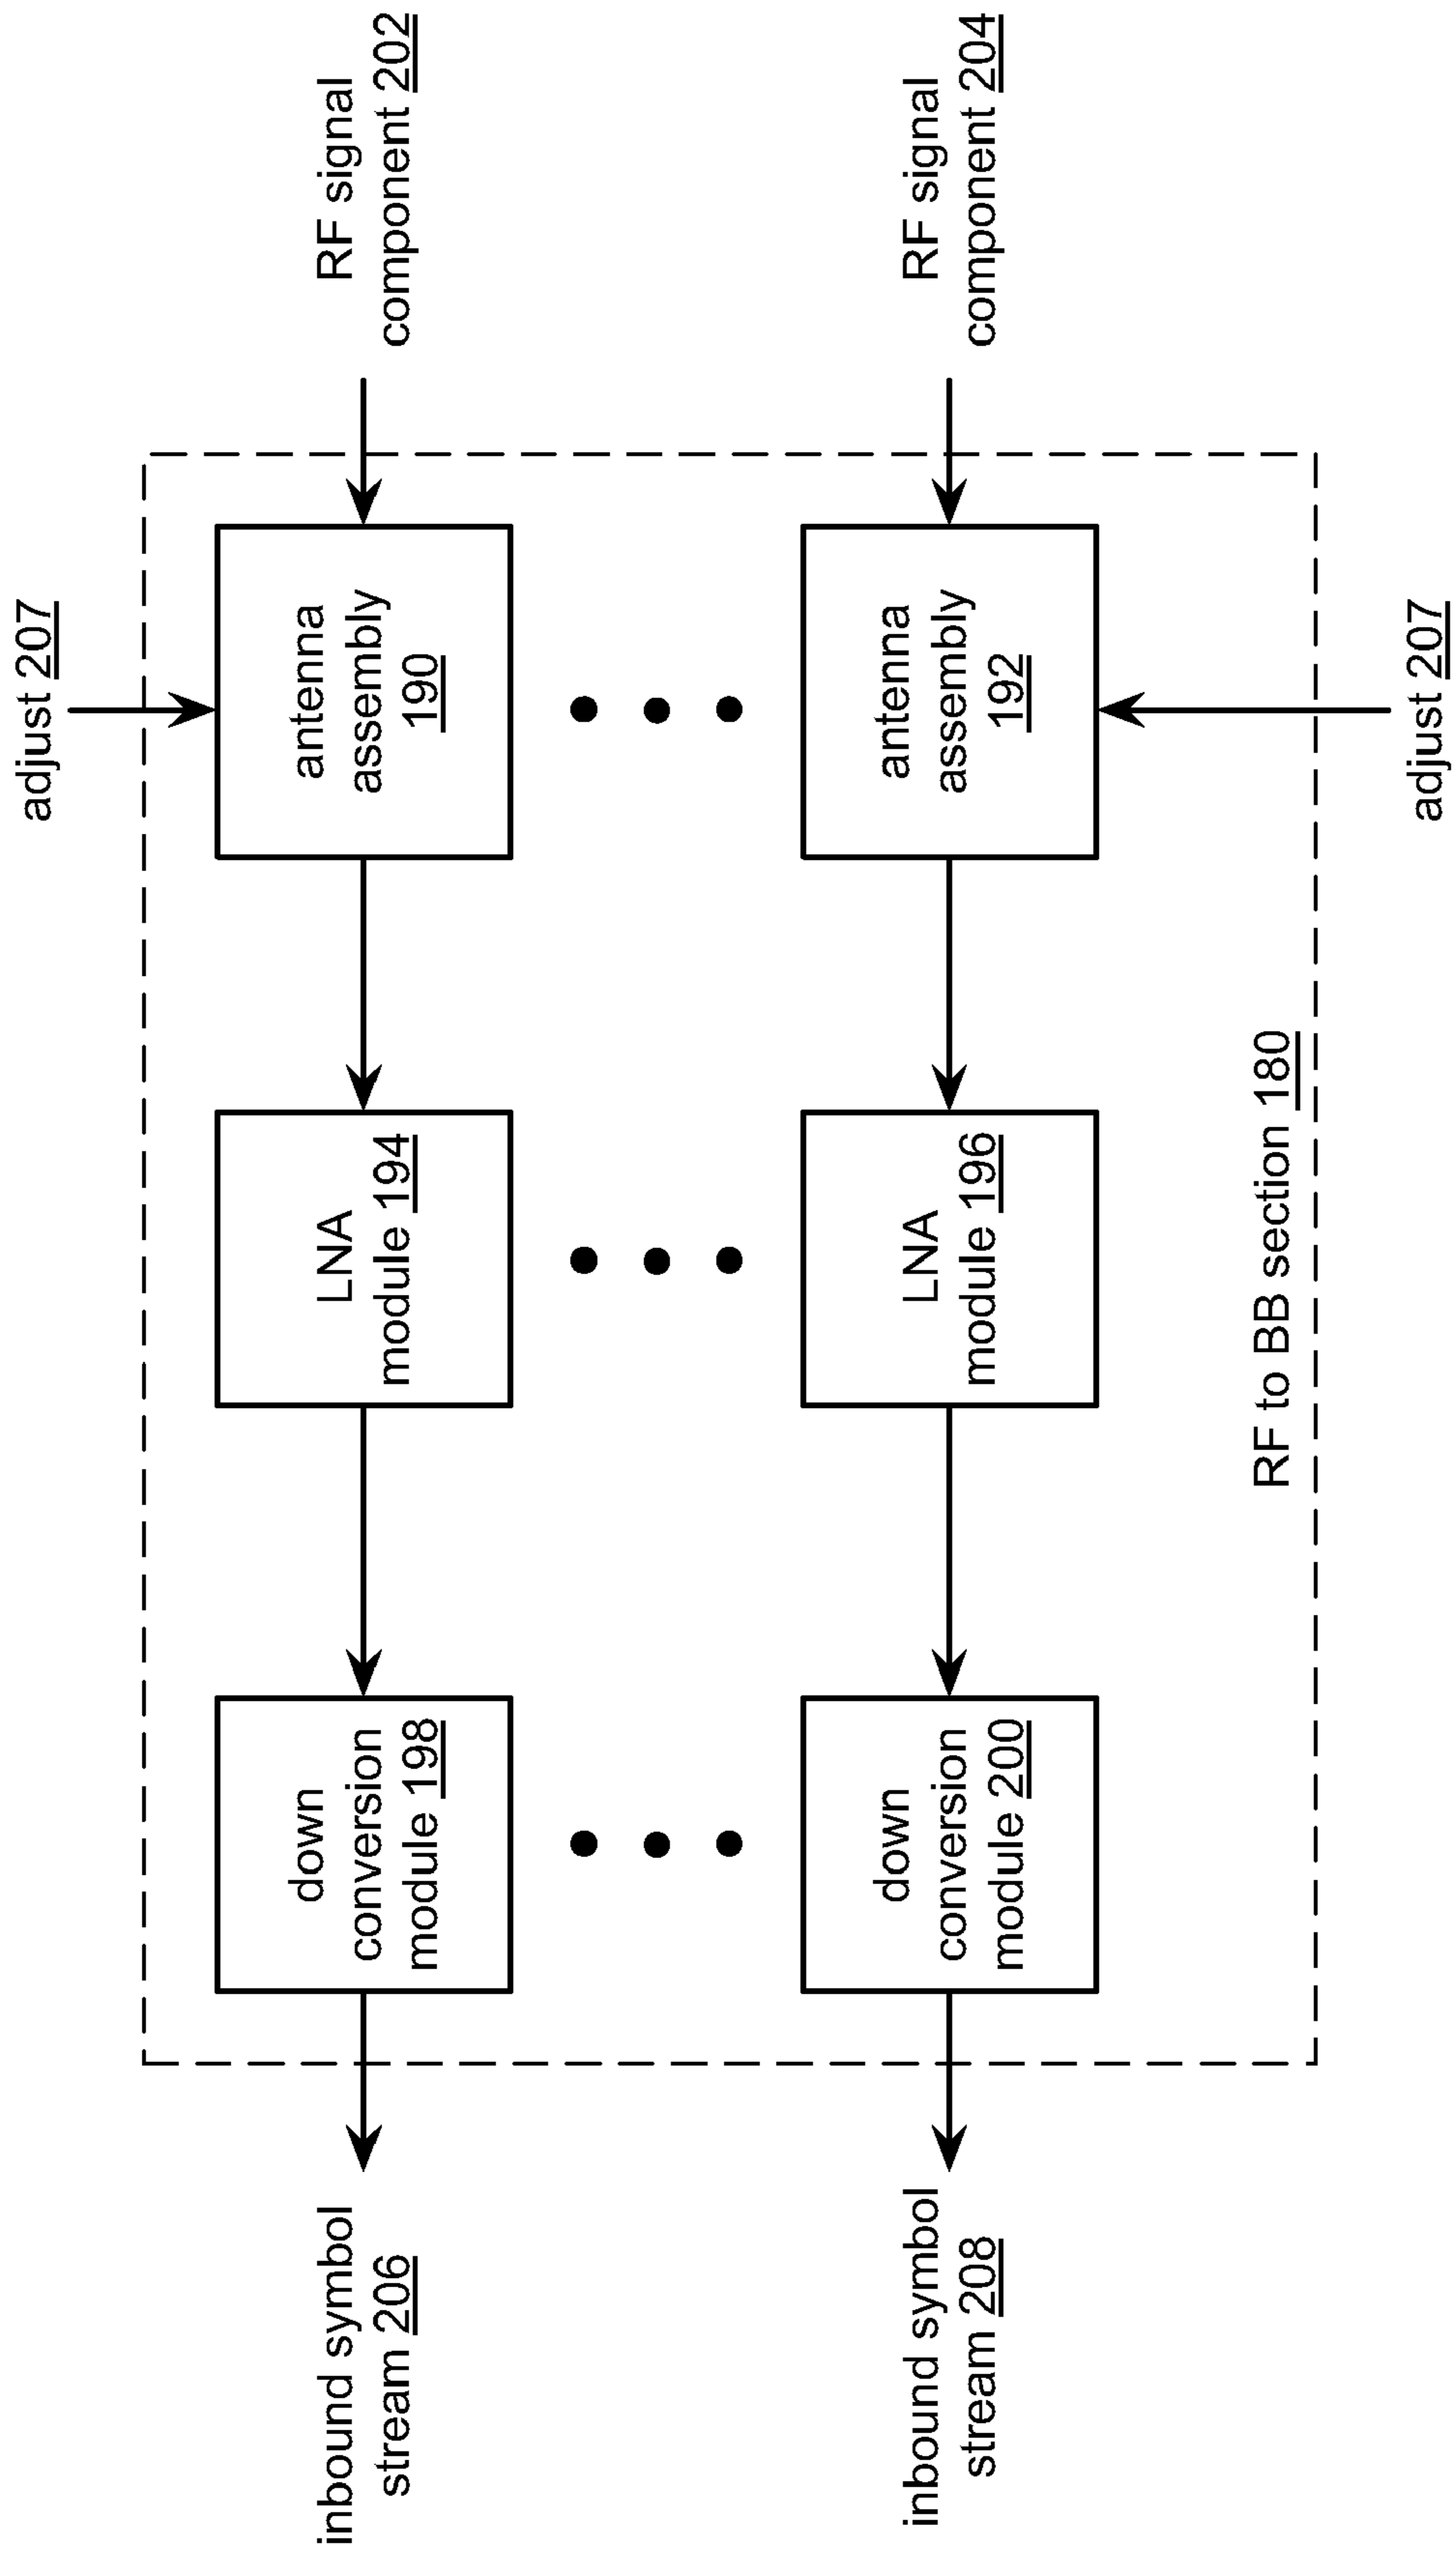 adjust 207
inbound symbol
stream 206
down
conversion
module 198
LNA
module 194
antenna
assembly
190
RF signal
component 202
inbound symbol
stream 208
down
conversion
module 200
LNA
module 196
antenna
assembly
192
RF signal
component 204
RF to BB section 180
adjust 207